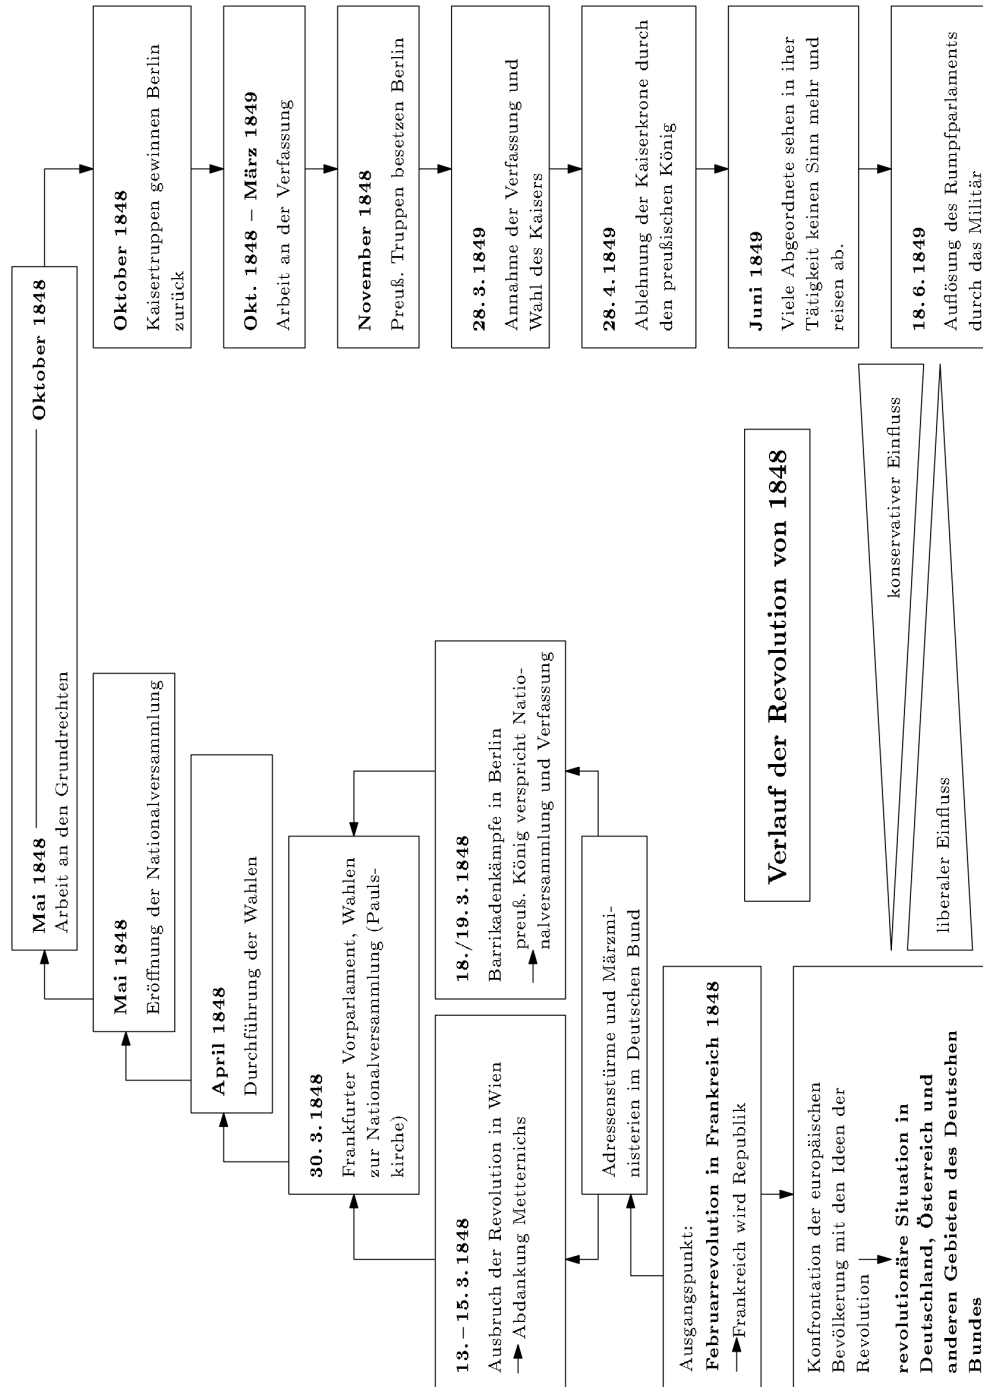 Verlauf der Revolution von 1848
Ausgangspunkt:
Februarrevolution in Frankreich 1848
Frankreich wird Republik
Konfrontation der europäischen
Bevölkerung mit den Ideen der
Revolution
revolutionäre Situation in
Deutschland, Österreich und
anderen Gebieten des Deutschen
Bundes
Adressenstürme und Märzmi-
nisterien im Deutschen Bund
13. – 15. 3. 1848
Ausbruch der Revolution in Wien
Abdankung Metternichs
18./19. 3. 1848
Barrikadenkämpfe in Berlin
preuß. König verspricht Natio-
nalversammlung und Verfassung
30. 3. 1848
Frankfurter Vorparlament, Wahlen
zur Nationalversammlung (Pauls-
kirche)
April 1848
Durchführung der Wahlen
Mai 1848
Eröffnung der Nationalversammlung
Mai 1848 Oktober 1848
Arbeit an den Grundrechten
Oktober 1848
Kaisertruppen gewinnen Berlin
zurück
Okt. 1848 – März 1849
Arbeit an der Verfassung
November 1848
Preuß. Truppen besetzen Berlin
28. 3. 1849
Annahme der Verfassung und
Wahl des Kaisers
28. 4. 1849
Ablehnung der Kaiserkrone durch
den preußischen König
Juni 1849
Viele Abgeordnete sehen in iher
Tätigkeit keinen Sinn mehr und
reisen ab.
18. 6. 1849
Auflösung des Rumpfparlaments
durch das Militär
konservativer Einfluss
liberaler Einfluss